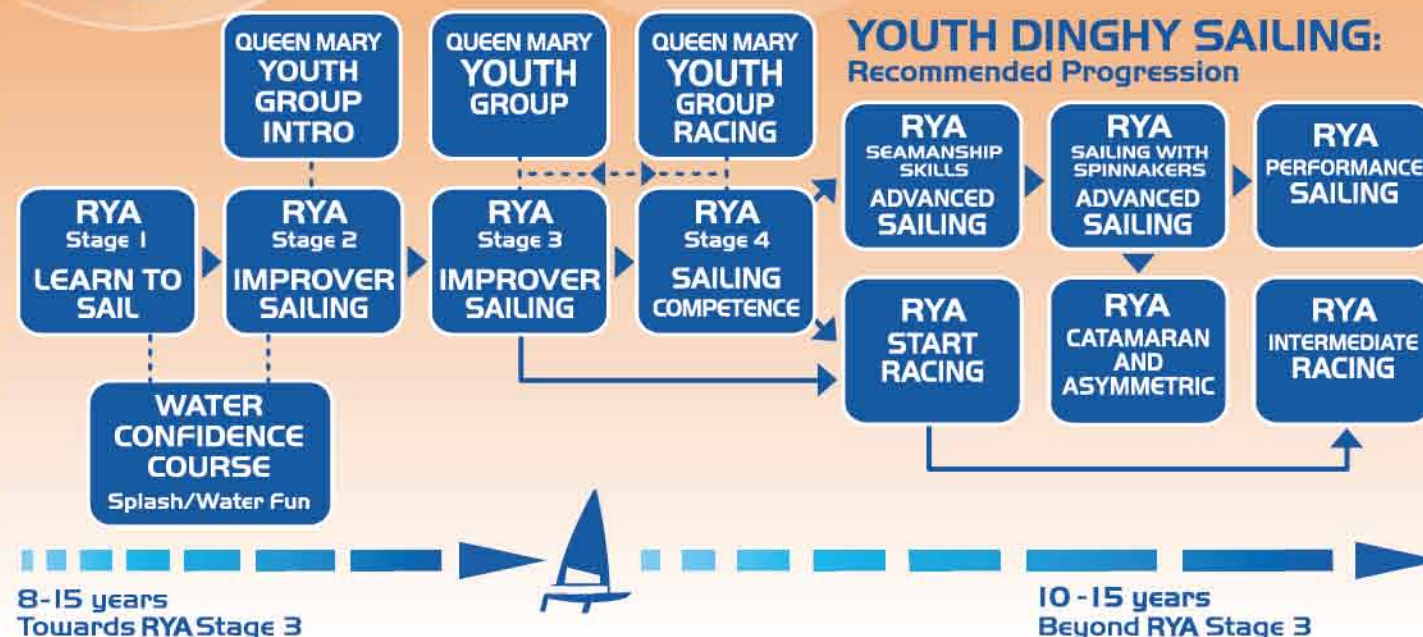 YOUTH DINGHY SAILING:
Recommended Progression
QUEEN MARY
YOUTH
GROUP
INTRO
QUEEN MARY
YOUTH
GROUP
QUEEN MARY
YOUTH
GROUP
RACING
RYA
Stage 1
LEARN TO
SAIL
RYA
Stage 2
IMPROVER
SAILING
RYA
Stage 3
IMPROVER
SAILING
RYA
Stage 4
SAILING
COMPETENCE
RYA
SEAMANSHIP
SKILLS
ADVANCED
SAILING
RYA
SAILING WITH
SPINNAKERS
ADVANCED
SAILING
RYA
PERFORMANCE
SAILING
RYA
START
RACING
RYA
CATAMARAN
AND
ASYMMETRIC
RYA
INTERMEDIATE
RACING
WATER
CONFIDENCE
COURSE
Splash/Water Fun
8-15 years
Towards RYA Stage 3
10-15 years
Beyond RYA Stage 3